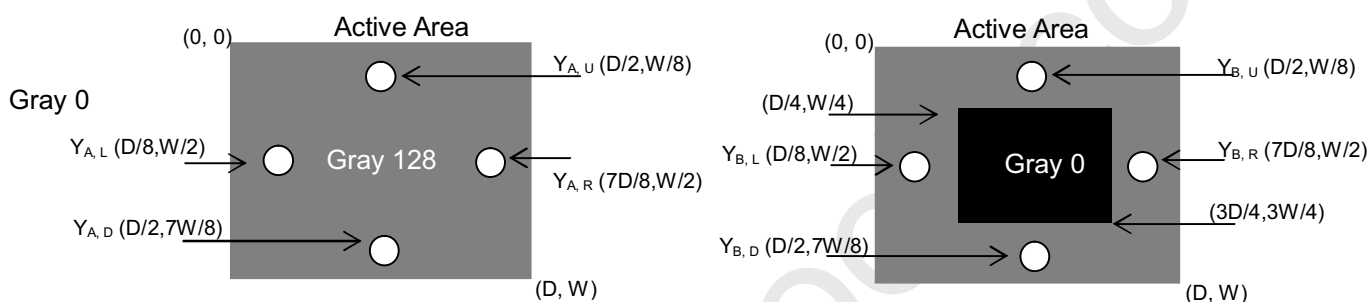 Active Area
(0, 0)
Y_A, U (D/2,W/8)
Gray 0
Y_A, L (D/8,W/2)
Gray 128
Y_A, R (7D/8,W/2)
Y_A, D (D/2,7W/8)
(D, W)
Active Area
(0, 0)
Y_B, U (D/2,W/8)
(D/4,W/4)
Y_B, L (D/8,W/2)
Gray 0
Y_B, R (7D/8,W/2)
(3D/4,3W/4)
Y_B, D (D/2,7W/8)
(D, W)